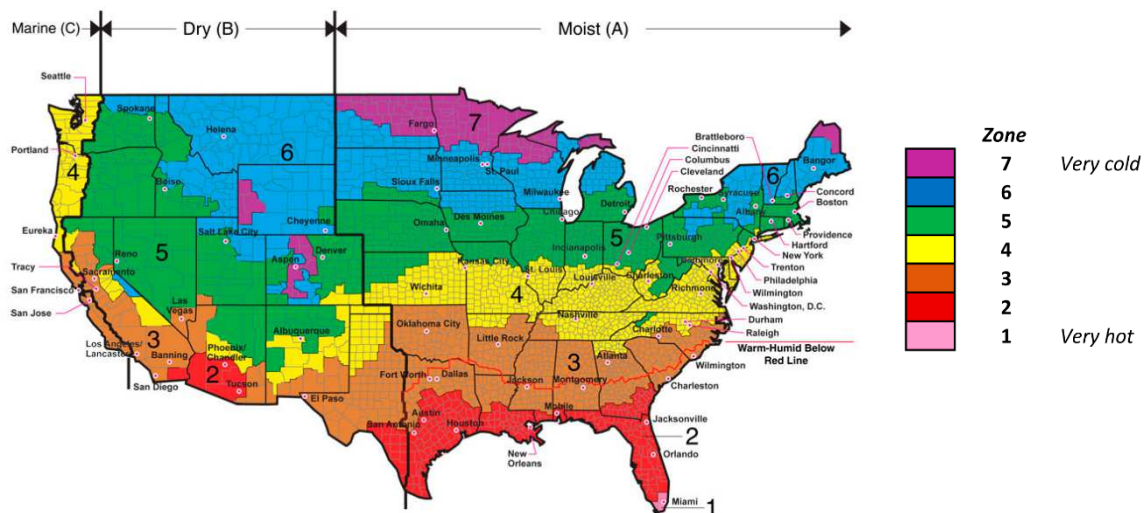 Marine (C)
Dry (B)
Moist (A)
Seattle
Portland
4
Eureka
Tracy
San Francisco
San Jose
Spokane
Helena
6
Boise
Salt Lake City
Cheyenne
Reno
5
Sacramento
Las
Vegas
Aspen
Denver
3
Los Angeles/
Lancaster
Banning
San Diego
Phoenix/
Chandler
2
Tucson
Albuquerque
El Paso
Fargo
7
Minneapolis
St. Paul
Sioux Falls
Milwaukee
Omaha
Des Moines
Chicago
Detroit
Indianapolis
5
Kansas City
St. Louis
Louisville
Charleston
Wichita
4
Nashville
Oklahoma City
Little Rock
3
Atlanta
Charlotte
Fort Worth
Dallas
Jackson
Montgomery
Mobile
Austin
San Antonio
Houston
New
Orleans
Brattleboro
Cincinnatti
Columbus
Cleveland
Rochester
Syracuse
6
Bangor
Albany
Concord
Boston
Providence
Hartford
New York
Trenton
Philadelphia
Wilmington
Washington, D.C.
Pittsburgh
Richmond
Durham
Raleigh
Warm-Humid Below
Red Line
Wilmington
Charleston
Jacksonville
2
Orlando
Miami
1
Zone
7 Very cold
6
5
4
3
2
1 Very hot